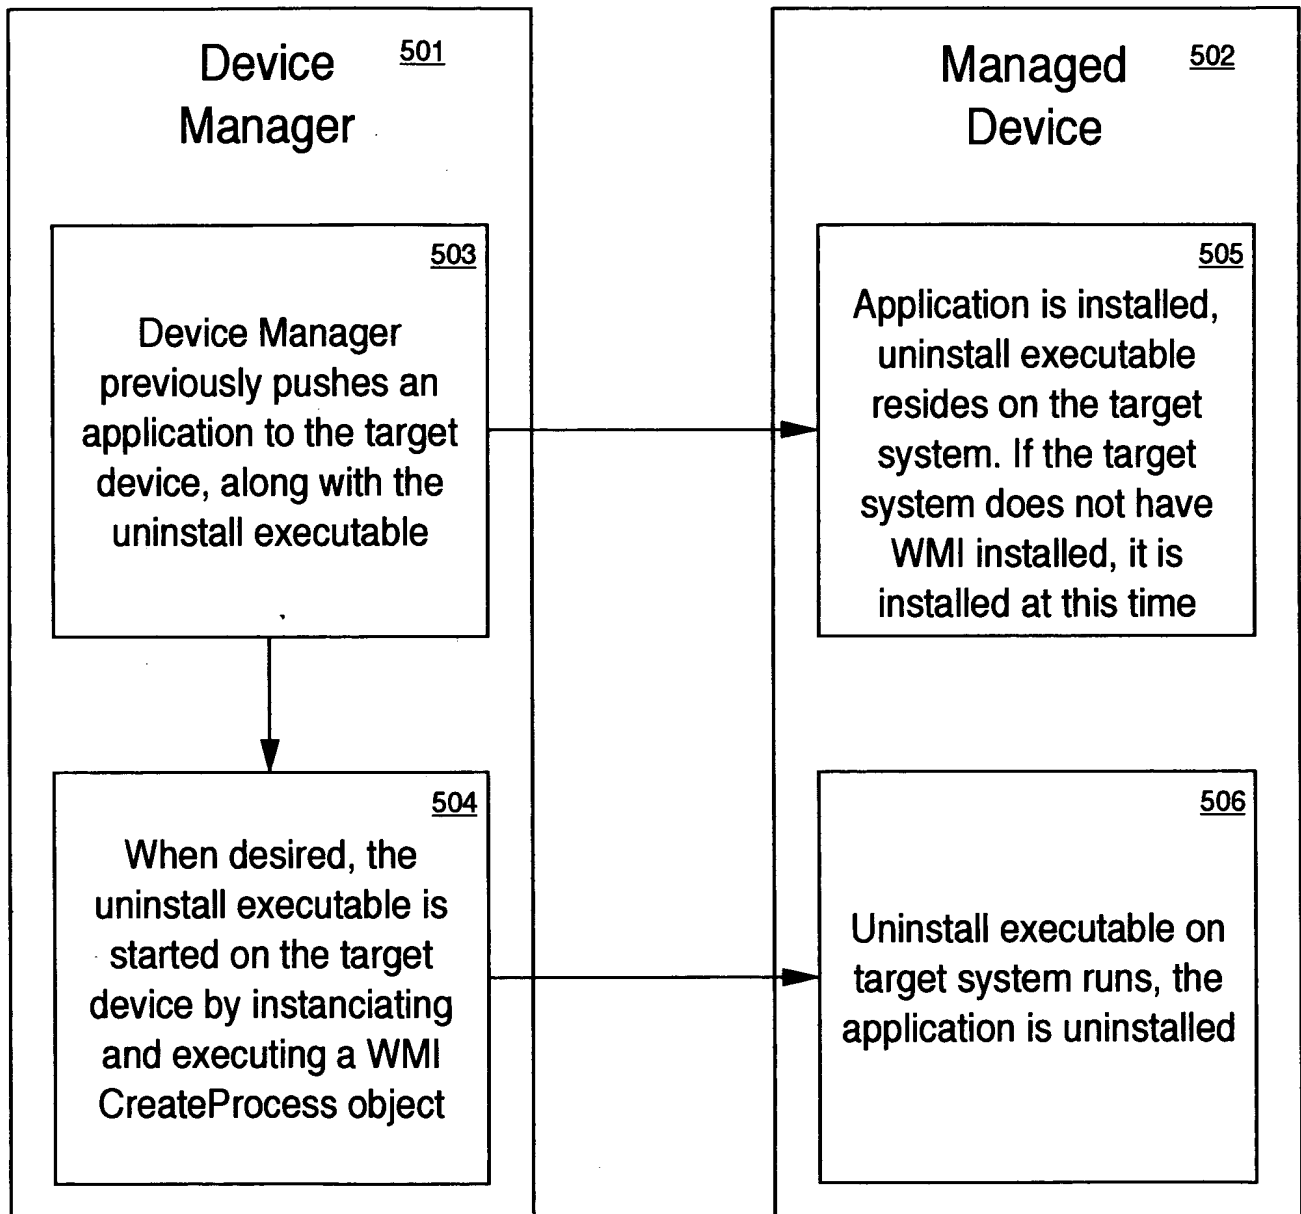 Device 501
Manager
503
Device Manager
previously pushes an
application to the target
device, along with the
uninstall executable
504
When desired, the
uninstall executable is
started on the target
device by instanciating
and executing a WMI
CreateProcess object
Managed 502
Device
505
Application is installed,
uninstall executable
resides on the target
system. If the target
system does not have
WMI installed, it is
installed at this time
506
Uninstall executable on
target system runs, the
application is uninstalled